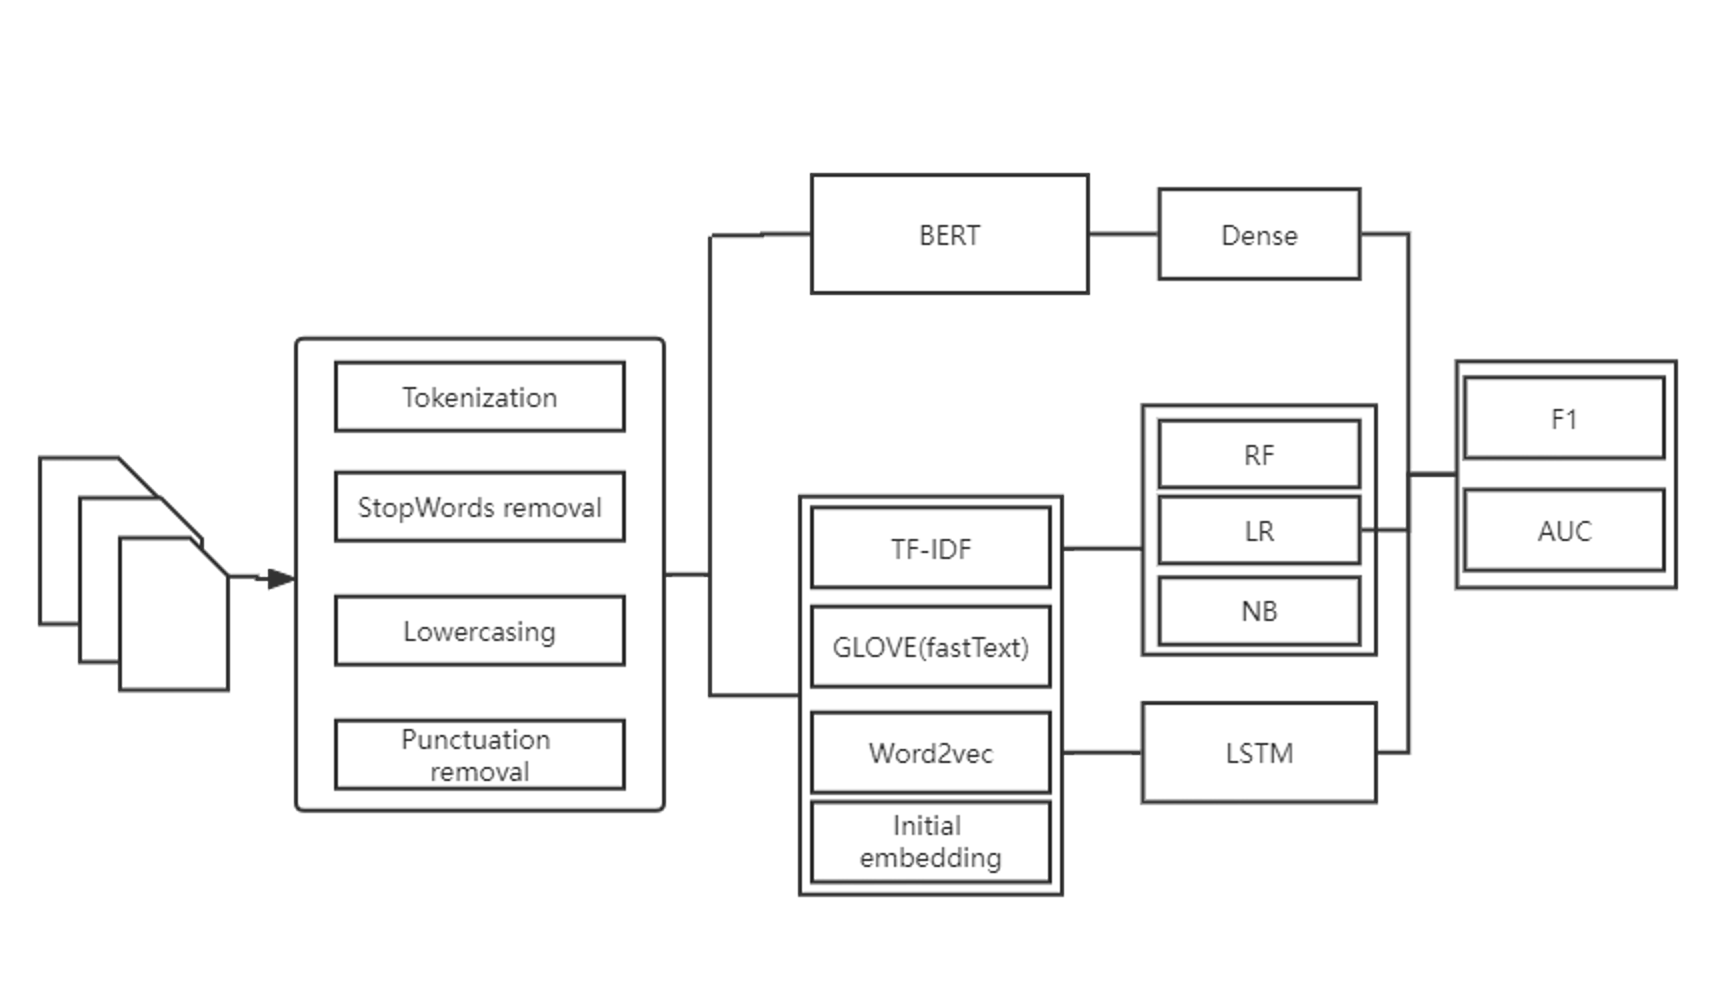 Tokenization
StopWords removal
Lowercasing
Punctuation
removal
BERT
Dense
TF-IDF
GLOVE(fastText)
Word2vec
Initial
embedding
RF
LR
NB
LSTM
F1
AUC